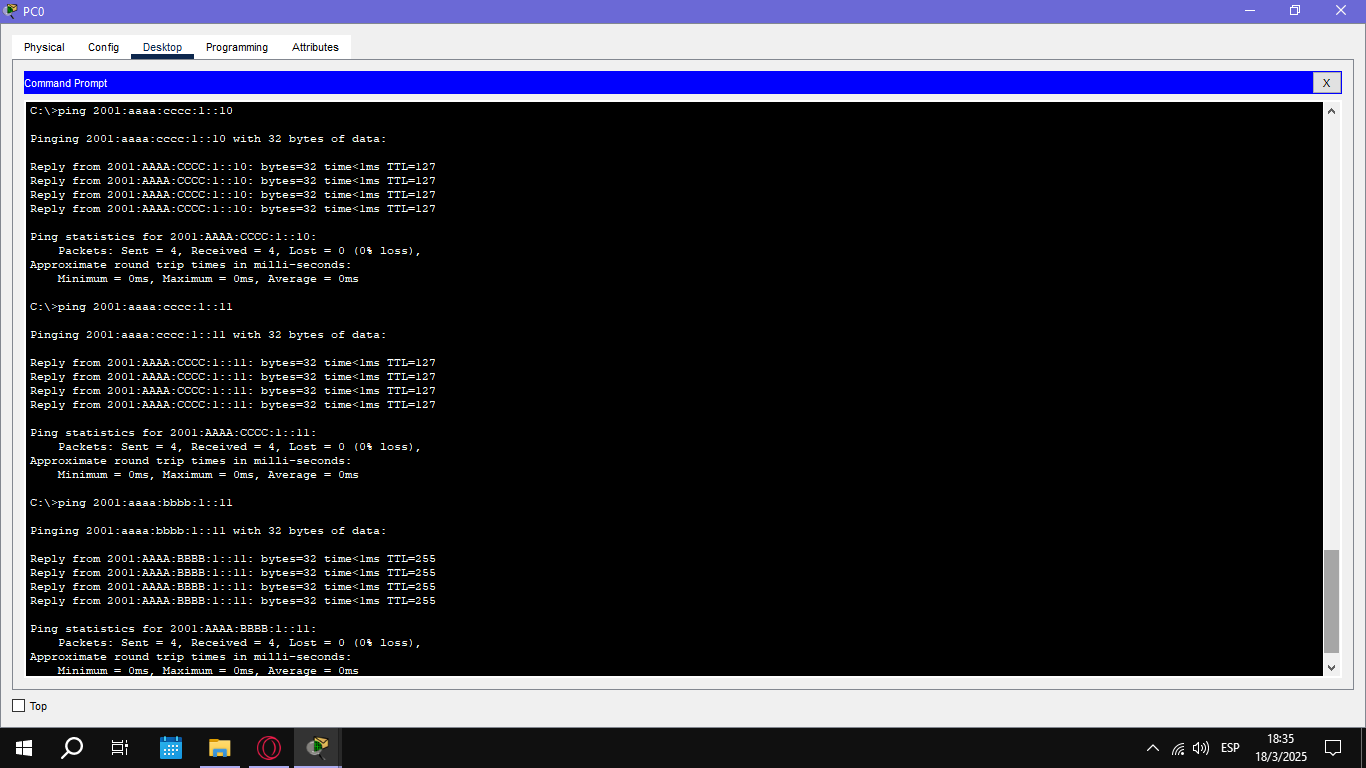 PC0
Physical Config Desktop Programming Attributes
Command Prompt
X
C:\>ping 2001:aaaa:cccc:1::10
Pinging 2001:aaaa:cccc:1::10 with 32 bytes of data:
Reply from 2001:AAAA:CCCC:1::10: bytes=32 time<1ms TTL=127
Reply from 2001:AAAA:CCCC:1::10: bytes=32 time<1ms TTL=127
Reply from 2001:AAAA:CCCC:1::10: bytes=32 time<1ms TTL=127
Reply from 2001:AAAA:CCCC:1::10: bytes=32 time<1ms TTL=127
Ping statistics for 2001:AAAA:CCCC:1::10:
Packets: Sent = 4, Received = 4, Lost = 0 (0% loss),
Approximate round trip times in milli-seconds:
Minimum = 0ms, Maximum = 0ms, Average = 0ms
C:\>ping 2001:aaaa:cccc:1::11
Pinging 2001:aaaa:cccc:1::11 with 32 bytes of data:
Reply from 2001:AAAA:CCCC:1::11: bytes=32 time<1ms TTL=127
Reply from 2001:AAAA:CCCC:1::11: bytes=32 time<1ms TTL=127
Reply from 2001:AAAA:CCCC:1::11: bytes=32 time<1ms TTL=127
Reply from 2001:AAAA:CCCC:1::11: bytes=32 time<1ms TTL=127
Ping statistics for 2001:AAAA:CCCC:1::11:
Packets: Sent = 4, Received = 4, Lost = 0 (0% loss),
Approximate round trip times in milli-seconds:
Minimum = 0ms, Maximum = 0ms, Average = 0ms
C:\>ping 2001:aaaa:bbbb:1::11
Pinging 2001:aaaa:bbbb:1::11 with 32 bytes of data:
Reply from 2001:AAAA:BBBB:1::11: bytes=32 time<1ms TTL=255
Reply from 2001:AAAA:BBBB:1::11: bytes=32 time<1ms TTL=255
Reply from 2001:AAAA:BBBB:1::11: bytes=32 time<1ms TTL=255
Reply from 2001:AAAA:BBBB:1::11: bytes=32 time<1ms TTL=255
Ping statistics for 2001:AAAA:BBBB:1::11:
Packets: Sent = 4, Received = 4, Lost = 0 (0% loss),
Approximate round trip times in milli-seconds:
Minimum = 0ms, Maximum = 0ms, Average = 0ms
Top
ESP
18:35
18/3/2025